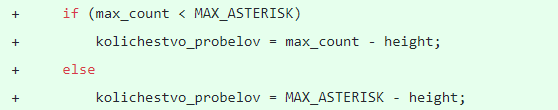 + if (max_count < MAX_ASTERISK)
+ kolichestvo_probelov = max_count - height;
+ else
+ kolichestvo_probelov = MAX_ASTERISK - height;